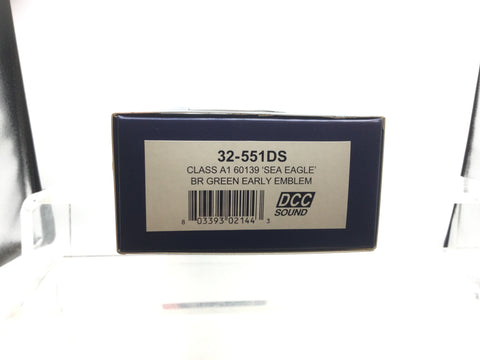 32-551DS
CLASS A1 60139 'SEA EAGLE'
BR GREEN EARLY EMBLEM
8 03393 02144 3
DCC
SOUND